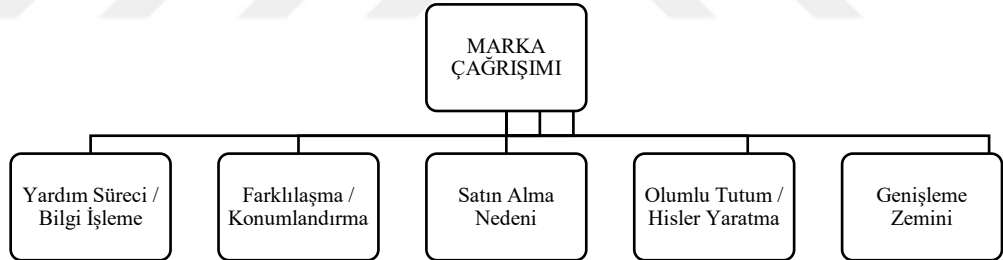 MARKA
ÇAĞRIŞIMI
Yardım Süreci /
Bilgi İşleme
Farklılaşma /
Konumlandırma
Satın Alma
Nedeni
Olumlu Tutum /
Hisler Yaratma
Genişleme
Zemini